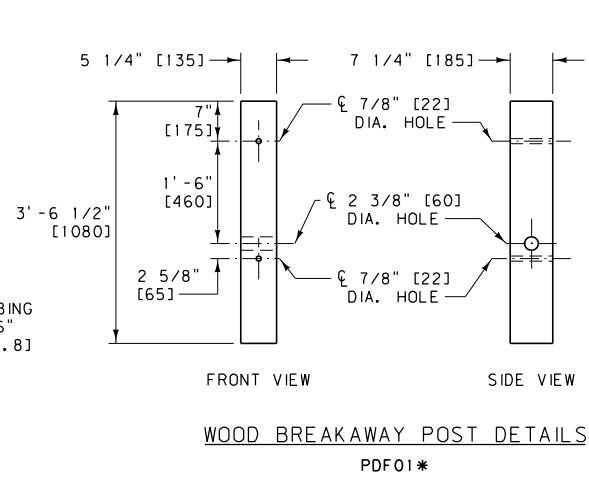 5 1/4" [135]
7 1/4" [185]
7"
[175]
℄ 7/8" [22]
DIA. HOLE
1'-6"
[460]
3'-6 1/2"
[1080]
℄ 2 3/8" [60]
DIA. HOLE
2 5/8"
[65]
℄ 7/8" [22]
DIA. HOLE
BING
S"
.8]
FRONT VIEW
SIDE VIEW
WOOD BREAKAWAY POST DETAILS
PDF01*